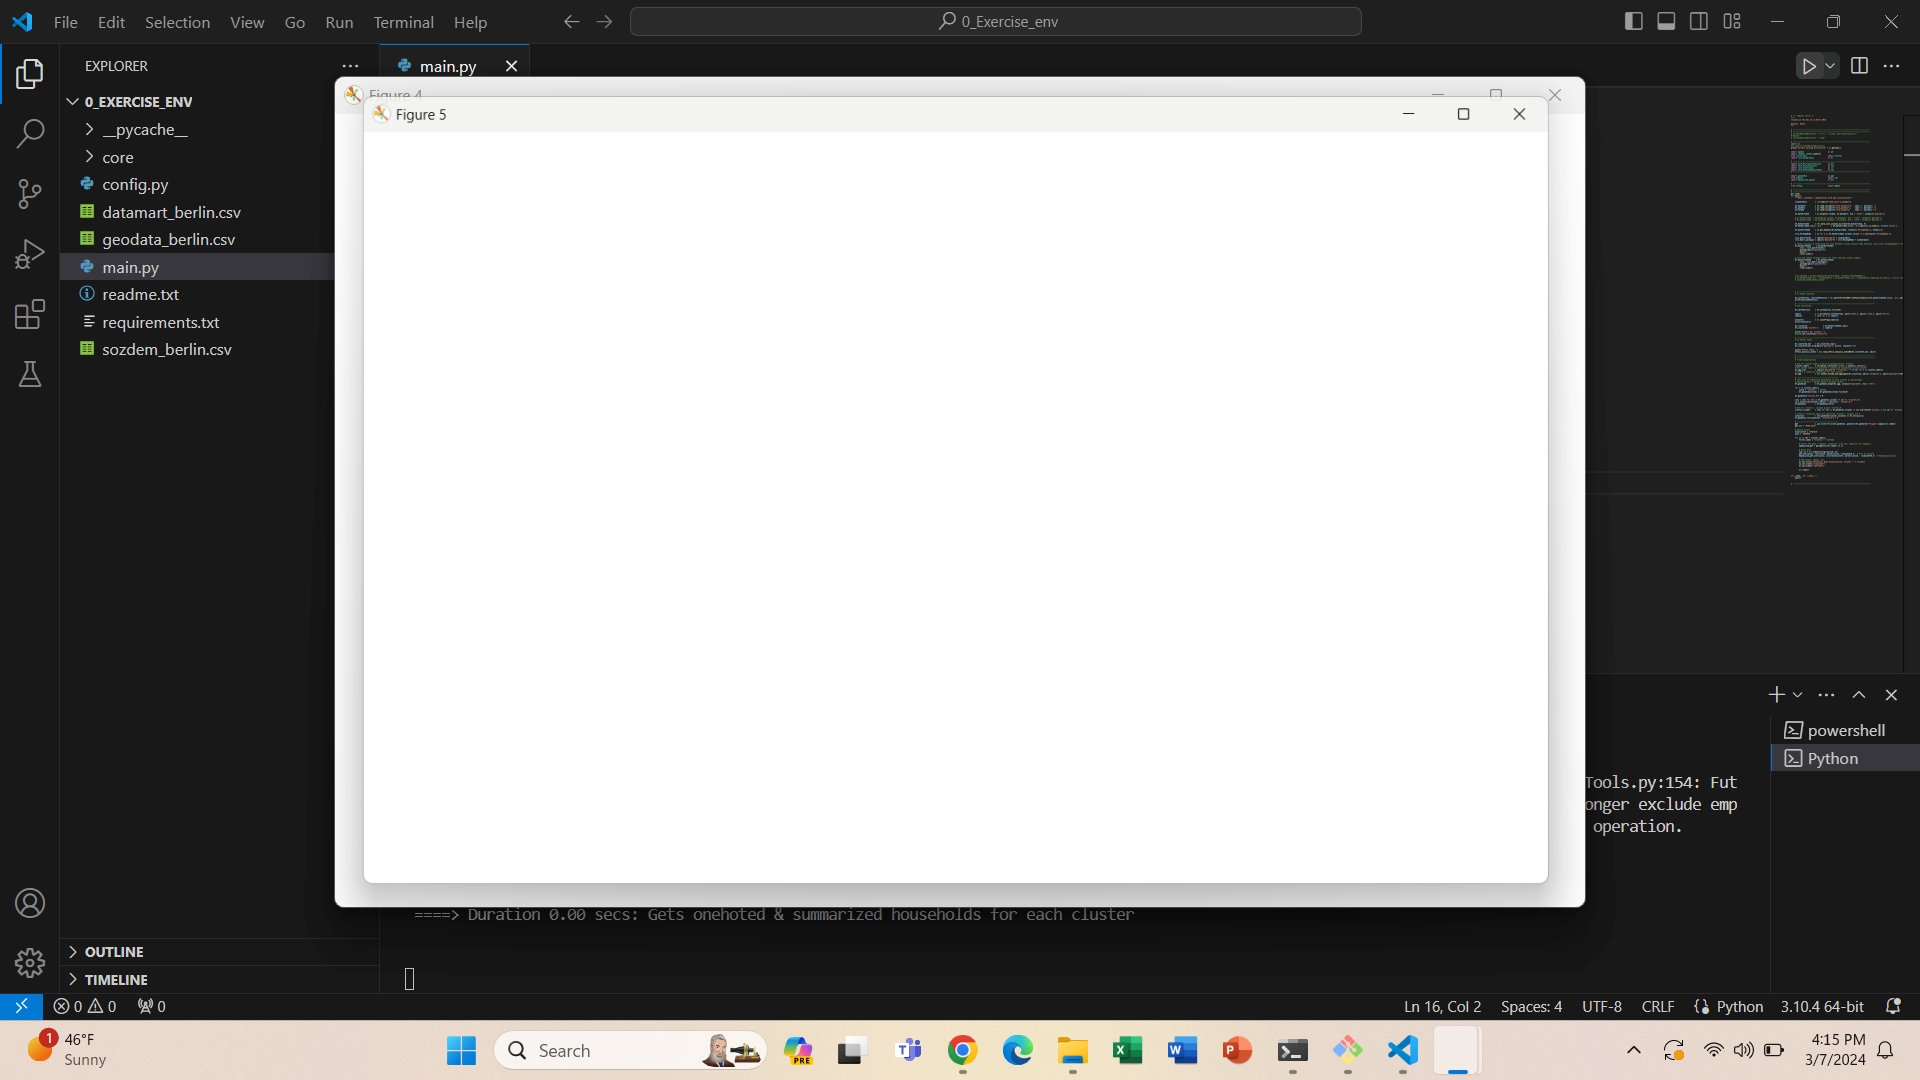 File Edit Selection View Go Run Terminal Help
0_Exercise_env
EXPLORER
main.py
0_EXERCISE_ENV
__pycache__
core
config.py
datamart_berlin.csv
geodata_berlin.csv
main.py
readme.txt
requirements.txt
sozdem_berlin.csv
Figure 4
Figure 5
powershell
Python
Tools.py:154: Fut
onger exclude emp
operation.
====> Duration 0.00 secs: Gets onehoted & summarized households for each cluster
OUTLINE
TIMELINE
0 0 0
Ln 16, Col 2 Spaces: 4 UTF-8 CRLF Python 3.10.4 64-bit
1
46°F
Sunny
Search
PRE
4:15 PM
3/7/2024